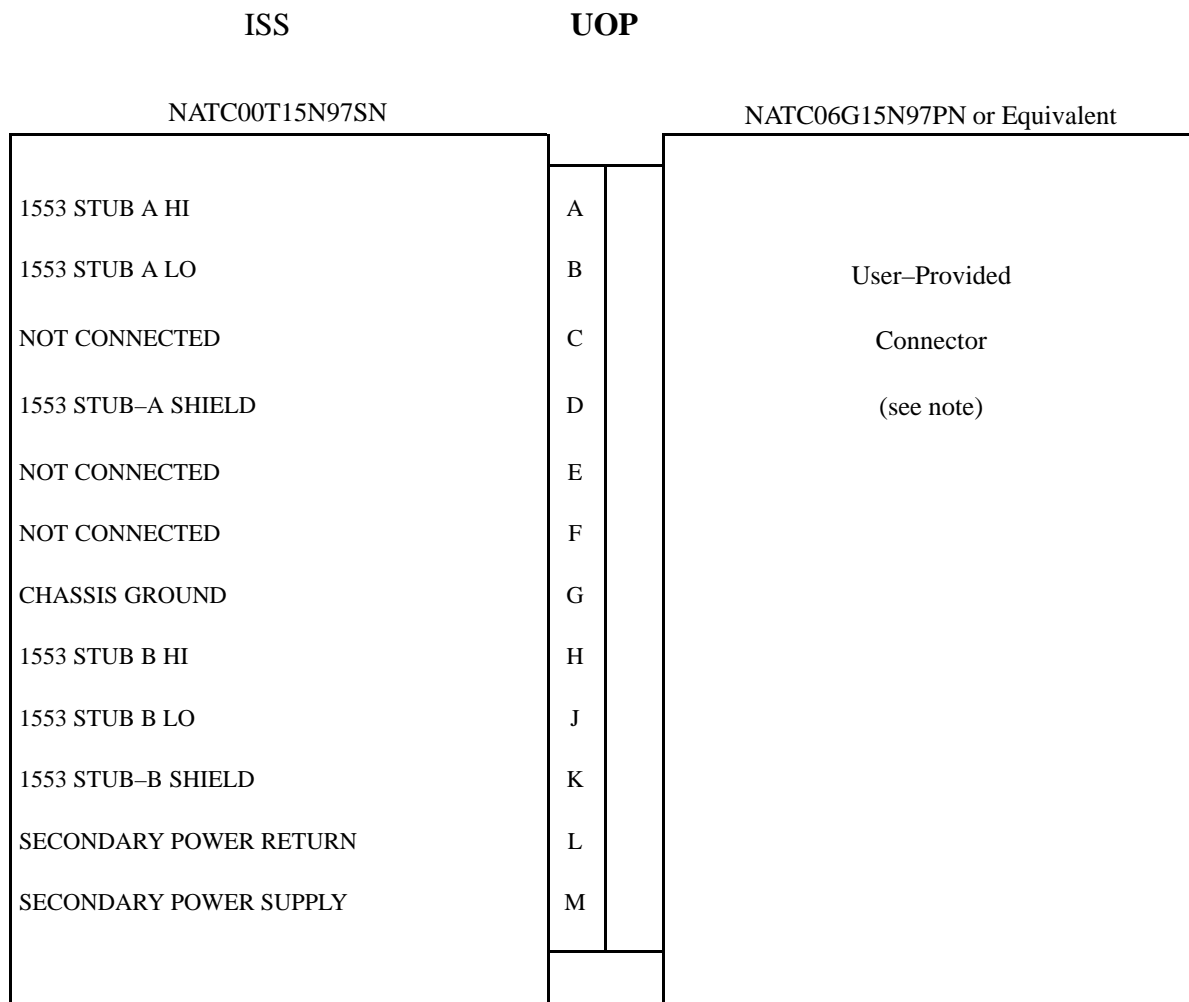 ISS UOP
NATC00T15N97SN NATC06G15N97PN or Equivalent
1553 STUB A HI A
1553 STUB A LO B User–Provided
NOT CONNECTED C Connector
1553 STUB–A SHIELD D (see note)
NOT CONNECTED E
NOT CONNECTED F
CHASSIS GROUND G
1553 STUB B HI H
1553 STUB B LO J
1553 STUB–B SHIELD K
SECONDARY POWER RETURN L
SECONDARY POWER SUPPLY M